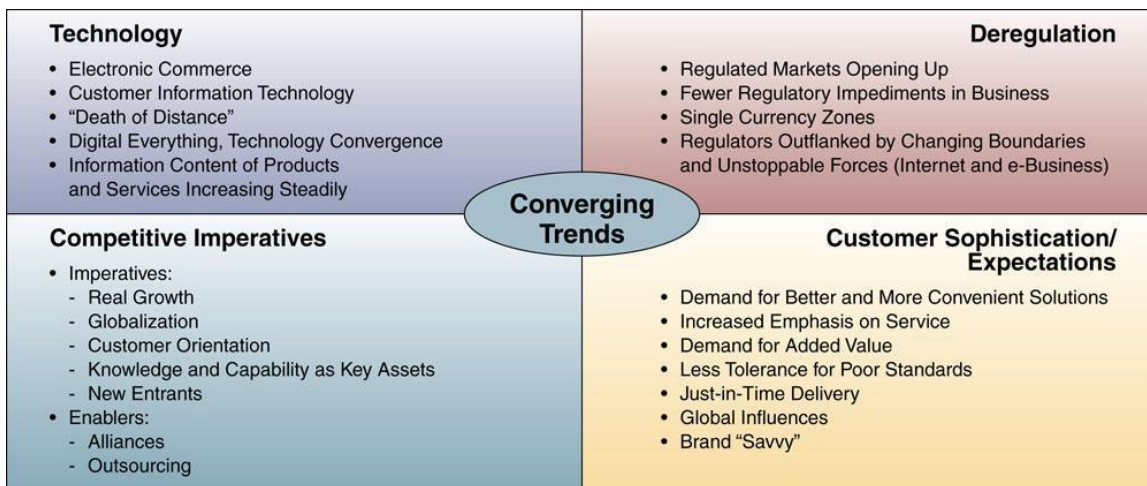 Technology
• Electronic Commerce
• Customer Information Technology
• “Death of Distance”
• Digital Everything, Technology Convergence
• Information Content of Products
and Services Increasing Steadily
Deregulation
• Regulated Markets Opening Up
• Fewer Regulatory Impediments in Business
• Single Currency Zones
• Regulators Outflanked by Changing Boundaries
and Unstoppable Forces (Internet and e-Business)
Converging
Trends
Competitive Imperatives
• Imperatives:
- Real Growth
- Globalization
- Customer Orientation
- Knowledge and Capability as Key Assets
- New Entrants
• Enablers:
- Alliances
- Outsourcing
Customer Sophistication/
Expectations
• Demand for Better and More Convenient Solutions
• Increased Emphasis on Service
• Demand for Added Value
• Less Tolerance for Poor Standards
• Just-in-Time Delivery
• Global Influences
• Brand “Savvy”